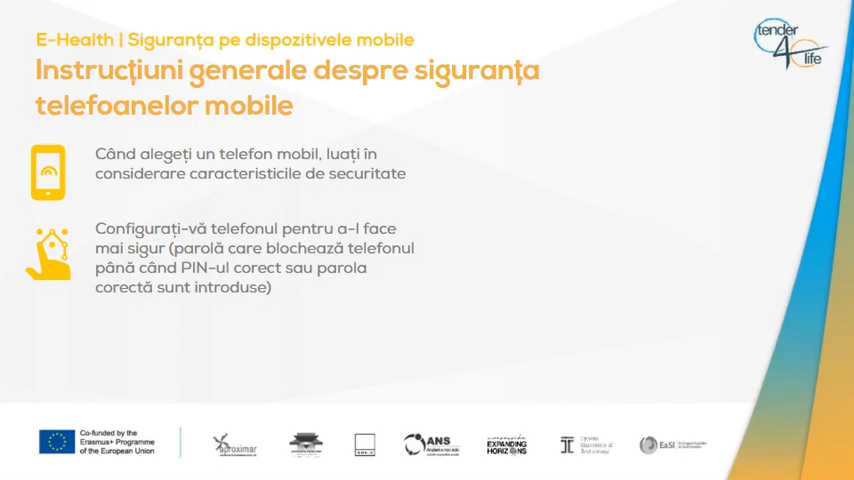 E-Health | Siguranța pe dispozitivele mobile
Instrucțiuni generale despre siguranța
telefoanelor mobile
tender
4
life
Când alegeți un telefon mobil, luați în
considerare caracteristicile de securitate
Configurați-vă telefonul pentru a-l face
mai sigur (parolă care blochează telefonul
până când PIN-ul corect sau parola
corectă sunt introduse)
Co-funded by the
Erasmus+ Programme
of the European Union
aproximar
ANS
EXPANDING
HORIZONS
EaSI